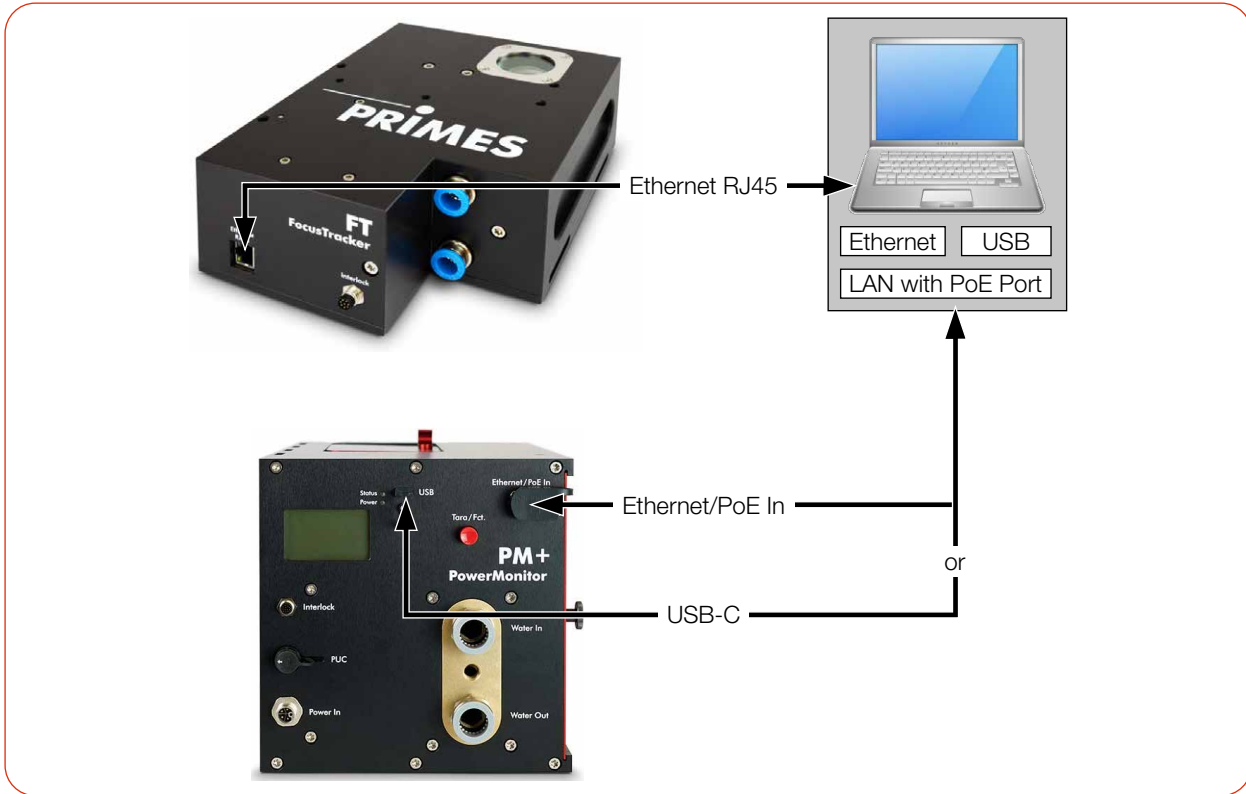 PRIMES
FT
FocusTracker
Interlock
Ethernet RJ45
Ethernet
USB
LAN with PoE Port
Status
Power
USB
Ethernet/PoE In
Tara/Fct.
Ethernet/PoE In
PM+
PowerMonitor
or
Interlock
USB-C
Water In
PUC
Power In
Water Out